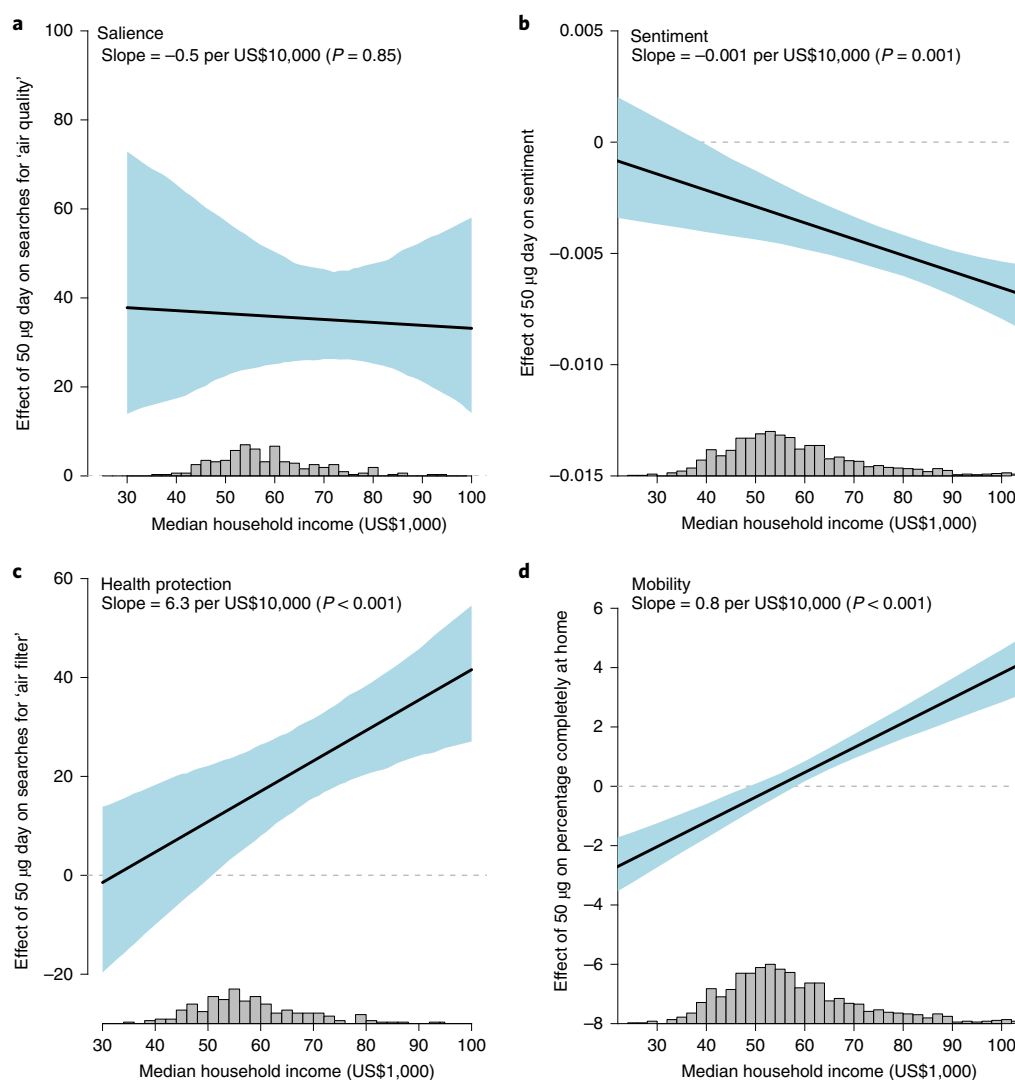 a
Salience
Slope = –0.5 per US$10,000 (P = 0.85)
Effect of 50 μg day on searches for 'air quality'
100
80
60
40
20
0
30 40 50 60 70 80 90 100
Median household income (US$1,000)
b
Sentiment
Slope = –0.001 per US$10,000 (P = 0.001)
Effect of 50 μg day on sentiment
0.005
0
–0.005
–0.010
–0.015
30 40 50 60 70 80 90 100
Median household income (US$1,000)
c
Health protection
Slope = 6.3 per US$10,000 (P < 0.001)
Effect of 50 μg day on searches for 'air filter'
60
40
20
0
–20
30 40 50 60 70 80 90 100
Median household income (US$1,000)
d
Mobility
Slope = 0.8 per US$10,000 (P < 0.001)
Effect of 50 μg on percentage completely at home
6
4
2
0
–2
–4
–6
–8
30 40 50 60 70 80 90 100
Median household income (US$1,000)